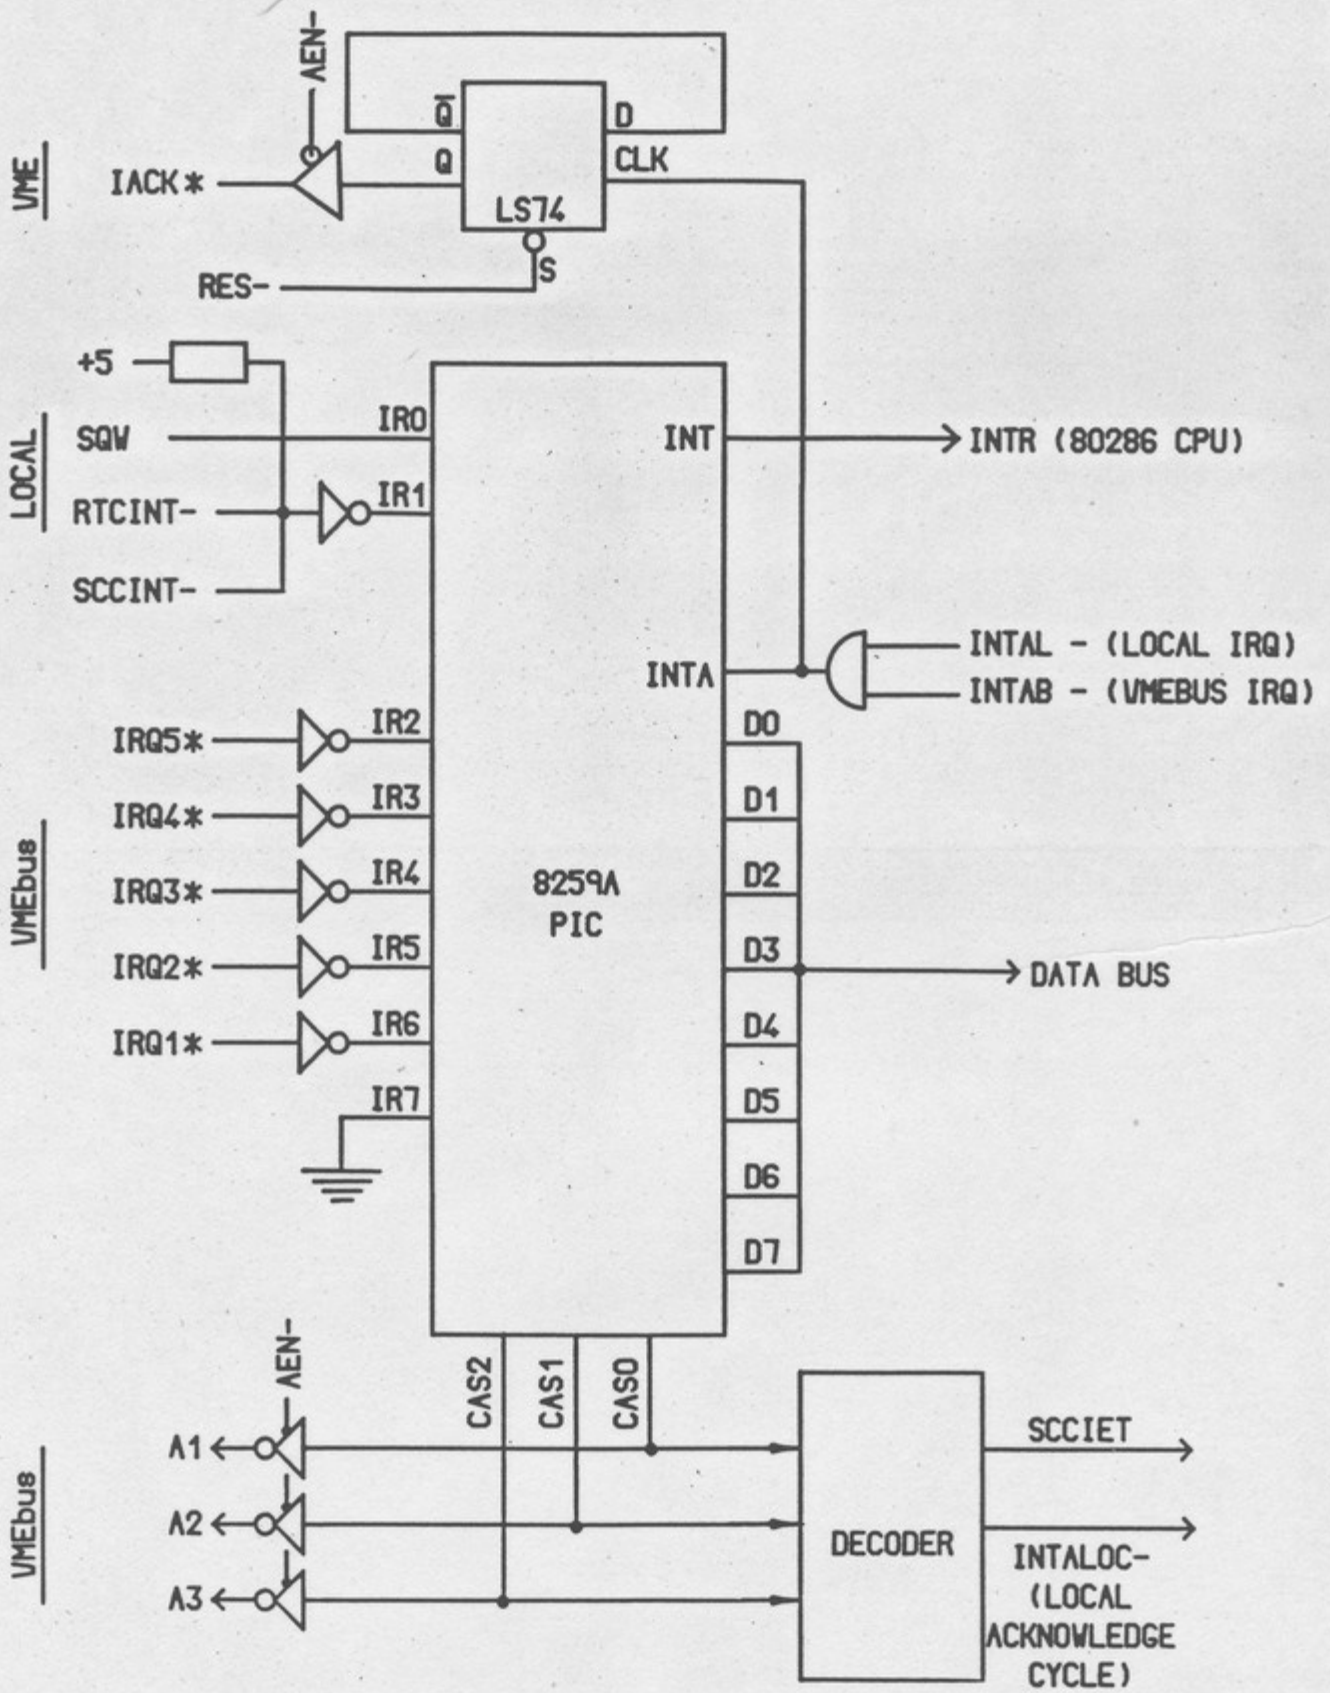 AEN-
Q̅
D
VME
IACK*
Q
CLK
LS74
S
RES-
+5
LOCAL
SQW
IR0
INT
INTR (80286 CPU)
RTCINT-
IR1
SCCINT-
INTAL - (LOCAL IRQ)
INTA
INTAB - (VMEBUS IRQ)
D0
IRQ5*
IR2
D1
IRQ4*
IR3
VMEbus
IRQ3*
IR4
8259A
PIC
D2
IRQ2*
IR5
D3
DATA BUS
IRQ1*
IR6
D4
IR7
D5
D6
D7
AEN-
CAS2
CAS1
CAS0
VMEbus
A1
A2
A3
DECODER
SCCIET
INTALOC-
(LOCAL
ACKNOWLEDGE
CYCLE)